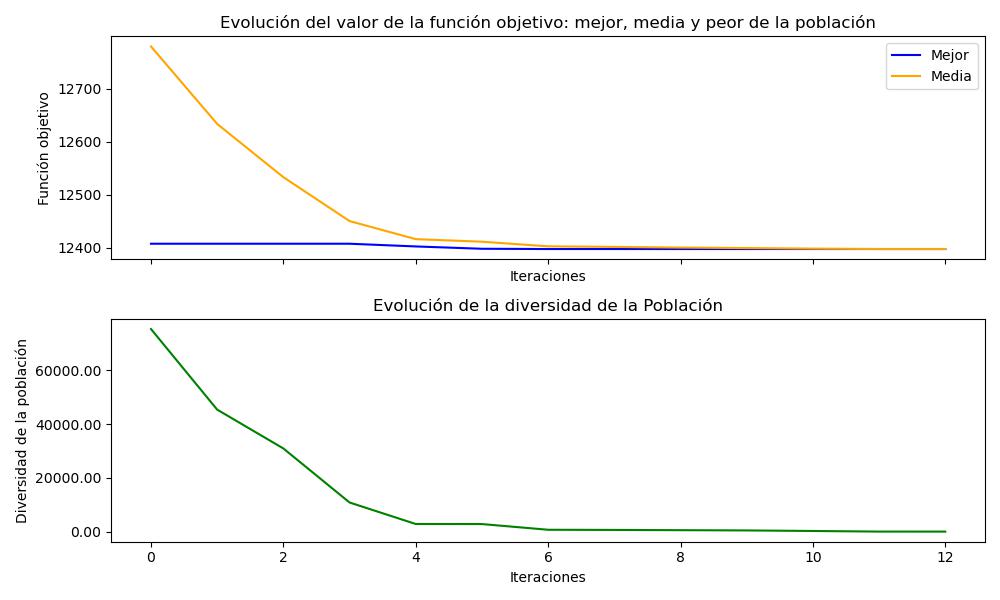 Evolución del valor de la función objetivo: mejor, media y peor de la población
Mejor
Media
12700
12600
12500
12400
Función objetivo
Iteraciones
Evolución de la diversidad de la Población
60000.00
40000.00
20000.00
0.00
Diversidad de la población
0 2 4 6 8 10 12
Iteraciones